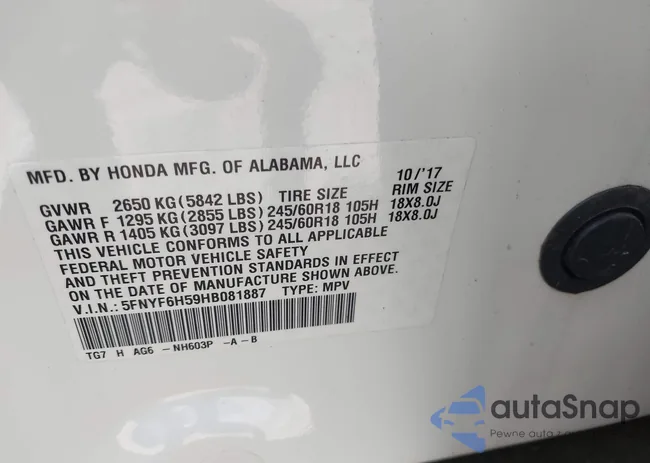 MFD. BY HONDA MFG. OF ALABAMA, LLC 10/'17
GVWR 2650 KG (5842 LBS) TIRE SIZE RIM SIZE
GAWR F 1295 KG (2855 LBS) 245/60R18 105H 18X8.0J
GAWR R 1405 KG (3097 LBS) 245/60R18 105H 18X8.0J
THIS VEHICLE CONFORMS TO ALL APPLICABLE
FEDERAL MOTOR VEHICLE SAFETY
AND THEFT PREVENTION STANDARDS IN EFFECT
ON THE DATE OF MANUFACTURE SHOWN ABOVE.
V.I.N.: 5FNYF6H59HB081887 TYPE: MPV
TG7 H AG6 - NH603P -A-B
autaSnap
Pewne auto z